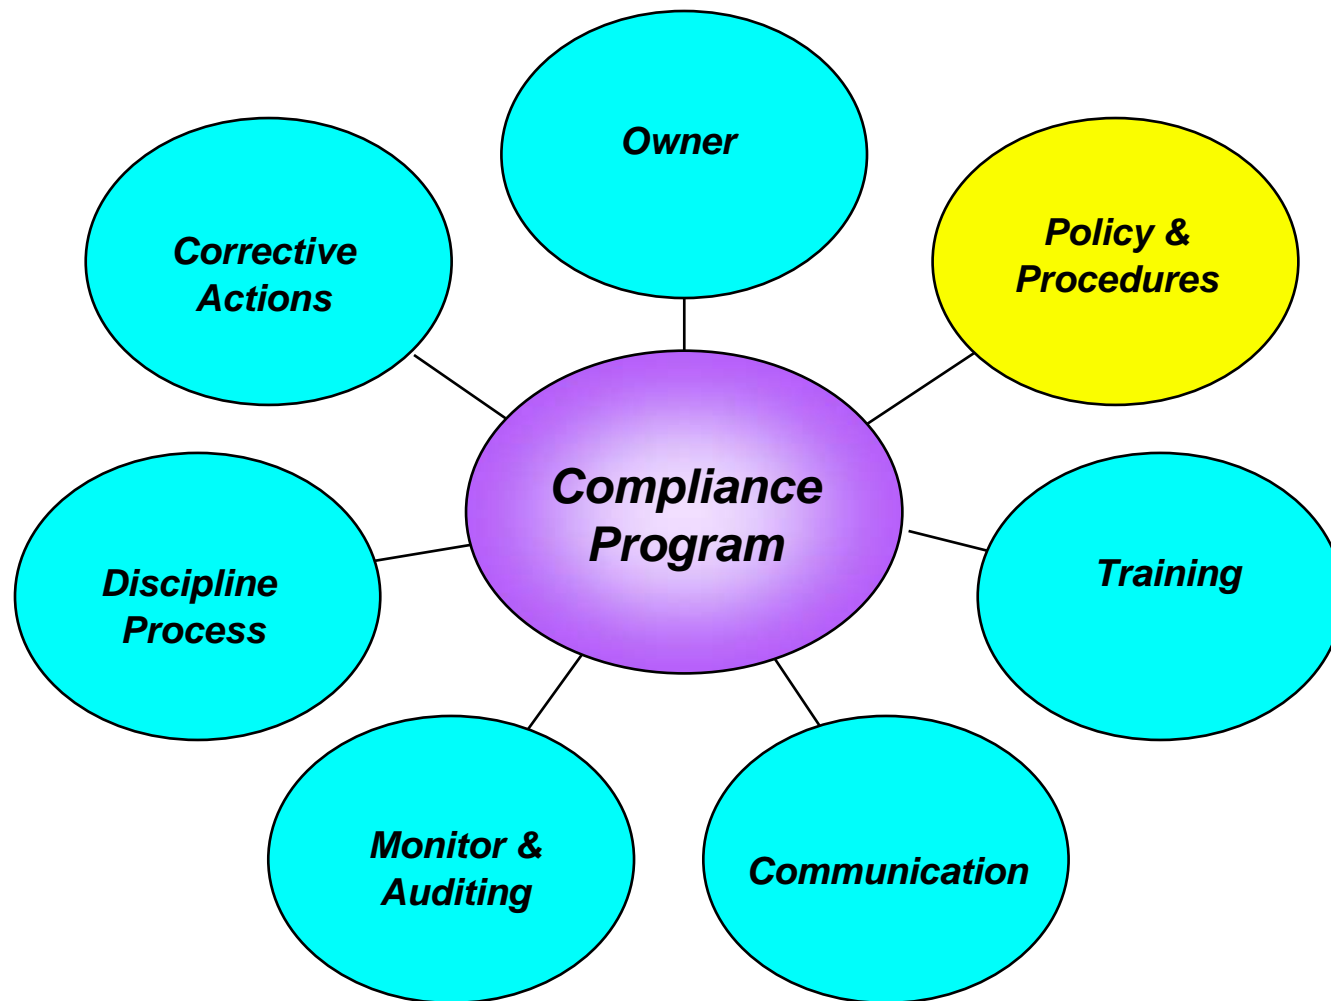 Owner
Policy &
Procedures
Corrective
Actions
Compliance
Program
Training
Discipline
Process
Monitor &
Auditing
Communication